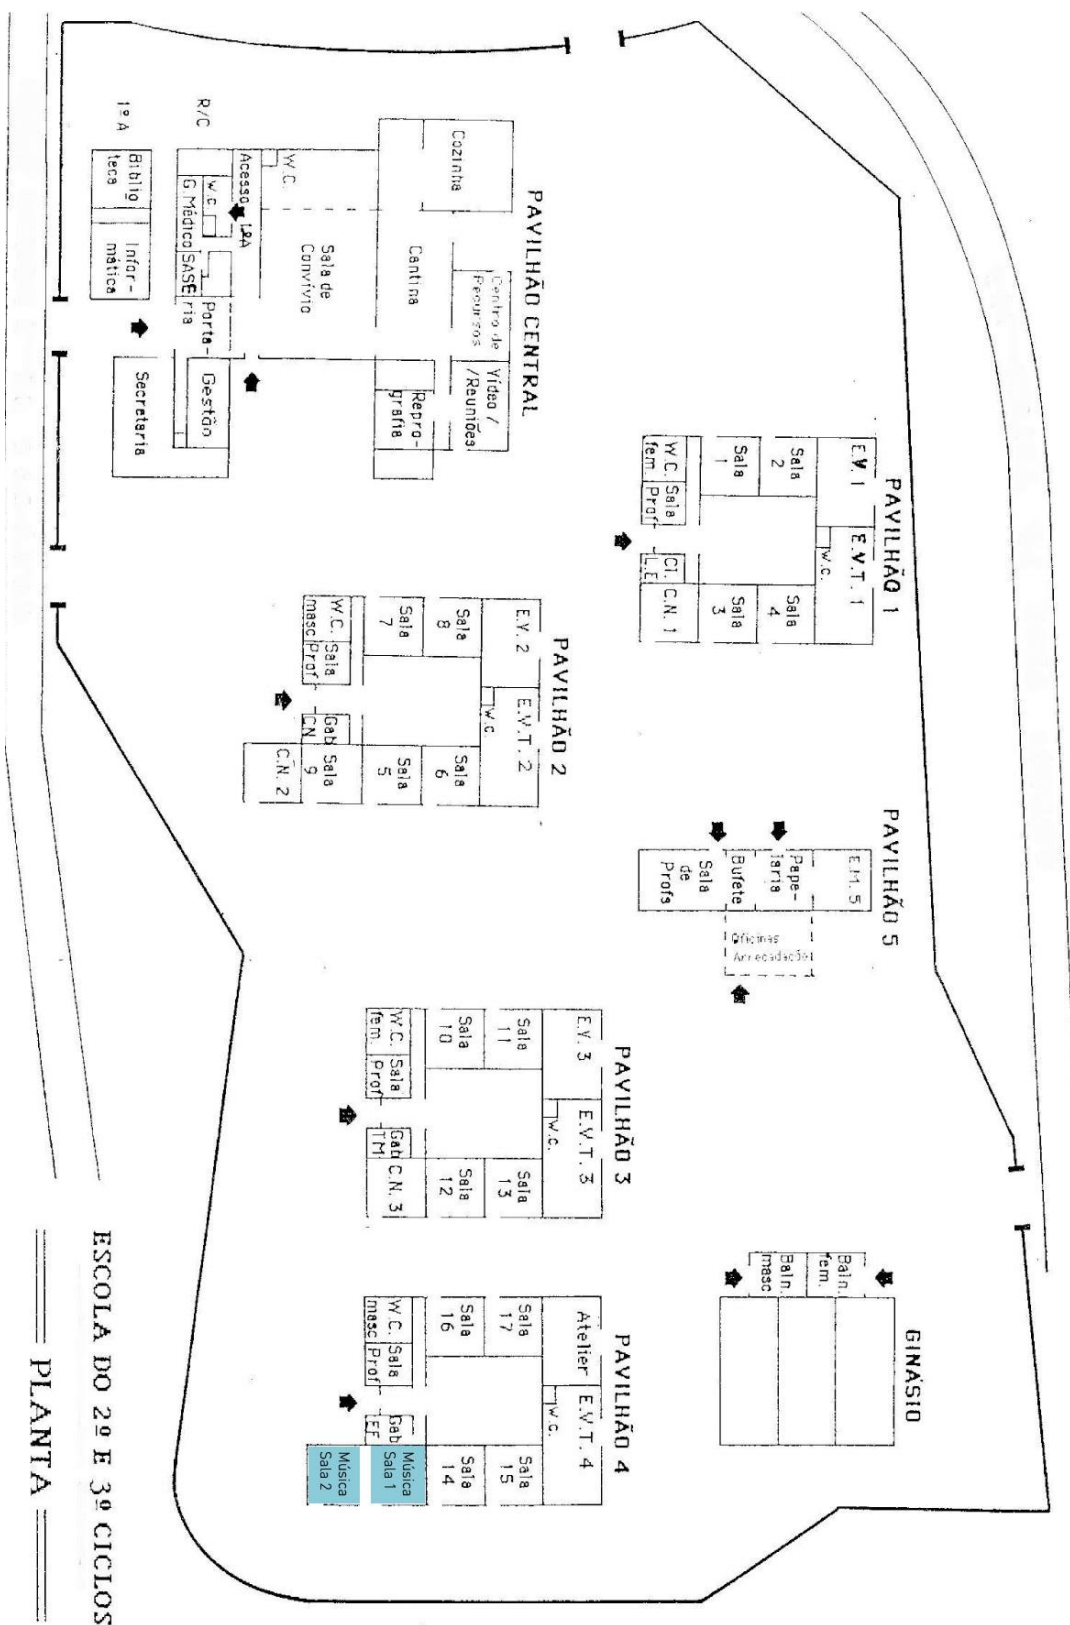 PAVILHÃO CENTRAL
Cozinha
Cantina
Centro de
Recursos
Vídeo /
/Reuniões
Repro-
grafia
W.C.
Sala de
Convívio
Acesso 1ºA
R/C
W.C
G.Médico
SASE
Porta-
ria
Gestão
Secretaria
1º A
Biblio
teca
Infor-
mática
PAVILHÃO 1
E.V. 1
E.V.T. 1
W.C.
Sala
2
Sala
4
Sala
1
Sala
3
W.C.
fem.
Sala
Prof
Cl.
L.E
C.N. 1
PAVILHÃO 2
E.V. 2
E.V.T. 2
W.C
Sala
8
Sala
6
Sala
7
Sala
5
W.C.
masc
Sala
Prof
Gab
CN
Sala
9
C.N. 2
PAVILHÃO 5
E.M. 5
Pape-
laria
Bufete
Sala
de
Profs
Oficinas
Arrecadação
PAVILHÃO 3
E.V. 3
E.V.T. 3
W.C.
Sala
11
Sala
13
Sala
10
Sala
12
W.C.
fem.
Sala
Prof
Gab
TM
C.N. 3
GINÁSIO
Baln.
fem.
Baln.
masc
PAVILHÃO 4
Atelier
E.V.T. 4
W.C.
Sala
17
Sala
15
Sala
16
Sala
14
W.C.
masc
Sala
Prof
Gab
EF
Música
Sala 1
Música
Sala 2
ESCOLA DO 2º E 3º CICLOS
PLANTA